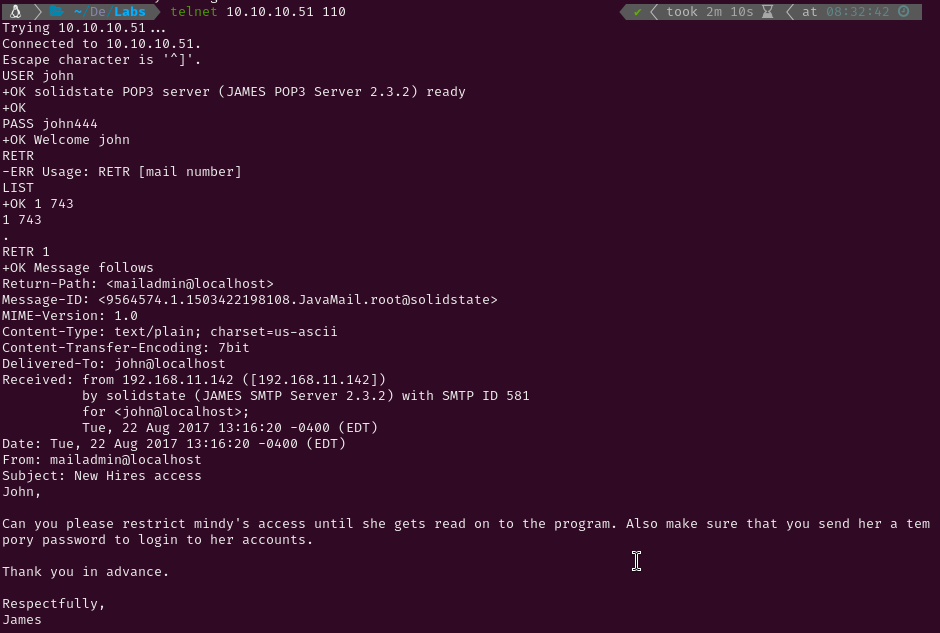 ~/De/Labs telnet 10.10.10.51 110 ✔ took 2m 10s at 08:32:42
Trying 10.10.10.51...
Connected to 10.10.10.51.
Escape character is '^]'.
USER john
+OK solidstate POP3 server (JAMES POP3 Server 2.3.2) ready
+OK
PASS john444
+OK Welcome john
RETR
-ERR Usage: RETR [mail number]
LIST
+OK 1 743
1 743
.
RETR 1
+OK Message follows
Return-Path: <mailadmin@localhost>
Message-ID: <9564574.1.1503422198108.JavaMail.root@solidstate>
MIME-Version: 1.0
Content-Type: text/plain; charset=us-ascii
Content-Transfer-Encoding: 7bit
Delivered-To: john@localhost
Received: from 192.168.11.142 ([192.168.11.142])
by solidstate (JAMES SMTP Server 2.3.2) with SMTP ID 581
for <john@localhost>;
Tue, 22 Aug 2017 13:16:20 -0400 (EDT)
Date: Tue, 22 Aug 2017 13:16:20 -0400 (EDT)
From: mailadmin@localhost
Subject: New Hires access
John,
Can you please restrict mindy's access until she gets read on to the program. Also make sure that you send her a tem
pory password to login to her accounts.
Thank you in advance.
Respectfully,
James